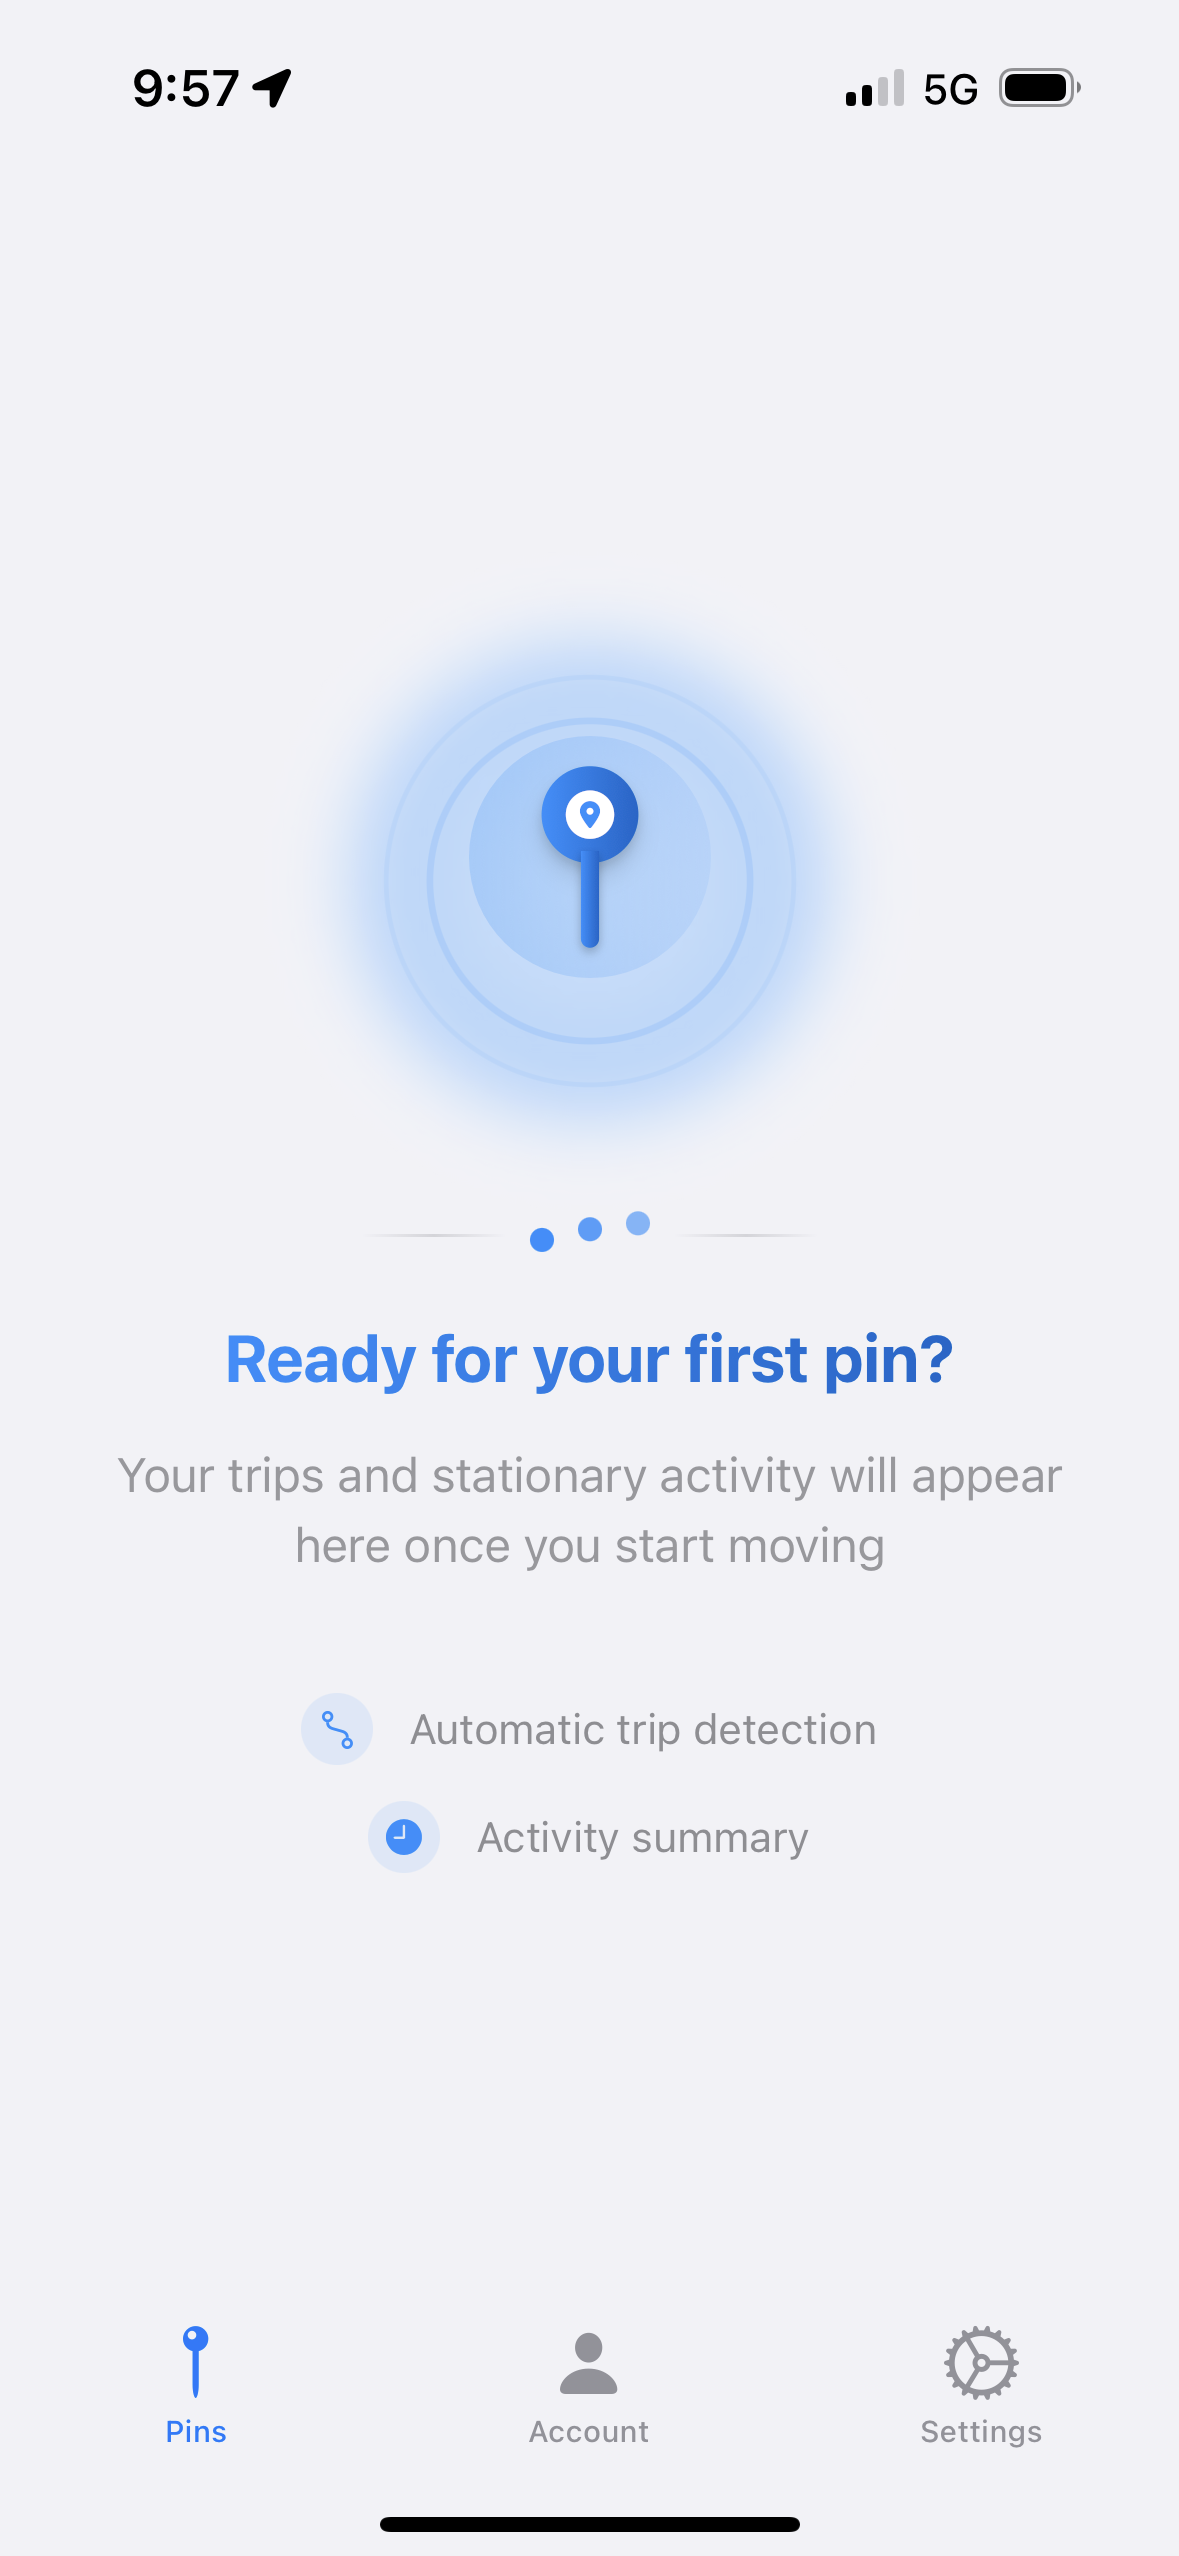 9:57
5G
Ready for your first pin?
Your trips and stationary activity will appear
here once you start moving
Automatic trip detection
Activity summary
Pins
Account
Settings